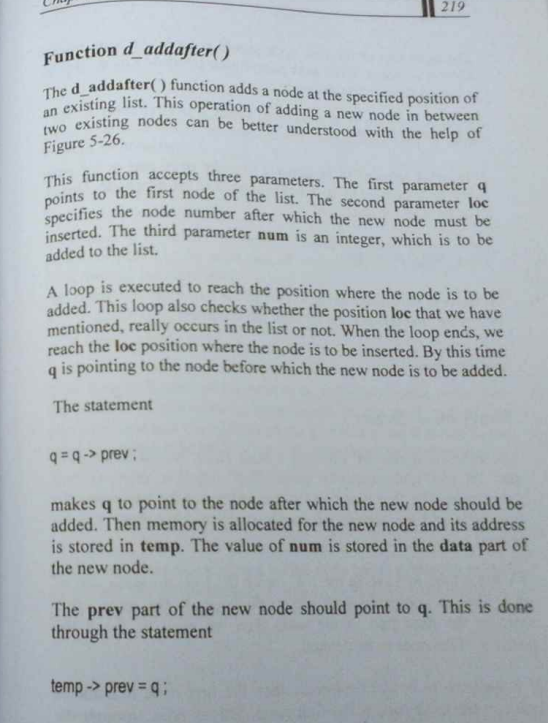 219
Function d_addafter( )
The d_addafter( ) function adds a node at the specified position of
an existing list. This operation of adding a new node in between
two existing nodes can be better understood with the help of
Figure 5-26.
This function accepts three parameters. The first parameter q
points to the first node of the list. The second parameter loc
specifies the node number after which the new node must be
inserted. The third parameter num is an integer, which is to be
added to the list.
A loop is executed to reach the position where the node is to be
added. This loop also checks whether the position loc that we have
mentioned, really occurs in the list or not. When the loop ends, we
reach the loc position where the node is to be inserted. By this time
q is pointing to the node before which the new node is to be added.
The statement
q = q -> prev ;
makes q to point to the node after which the new node should be
added. Then memory is allocated for the new node and its address
is stored in temp. The value of num is stored in the data part of
the new node.
The prev part of the new node should point to q. This is done
through the statement
temp -> prev = q ;